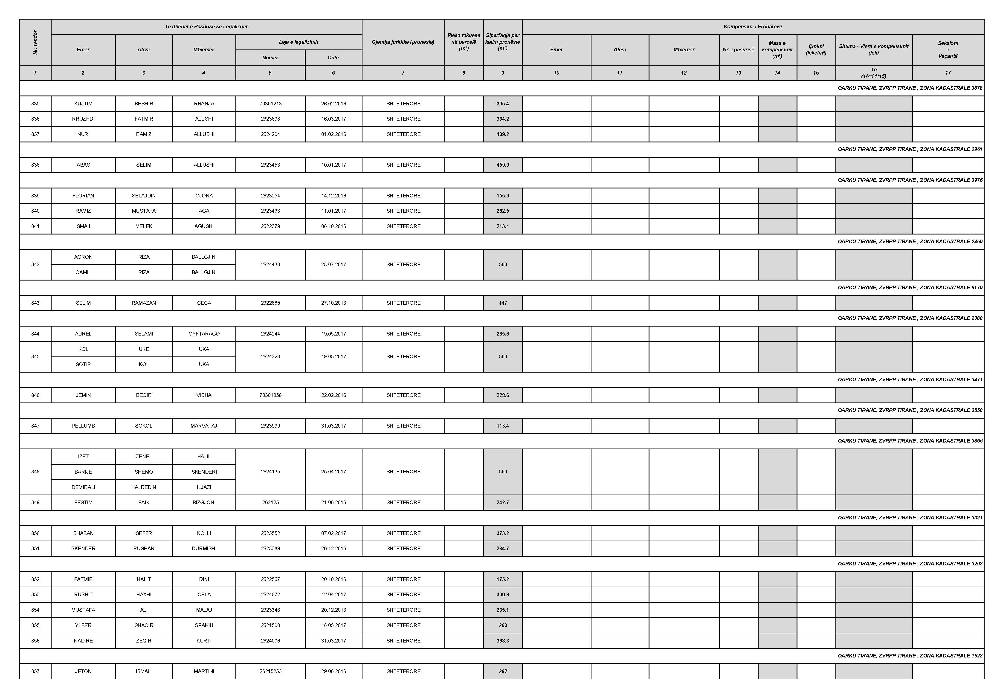 Nr. rendor Të dhënat e Pasurisë së Legalizuar Gjendja juridike (pronesia) Pjesa takuese në parcelë (m²) Sipërfaqja për kalim pronësie (m²) Kompensimi i Pronarëve
Emër Atësi Mbiemër Leja e legalizimit Emër Atësi Mbiemër Nr. i pasurisë Masa e kompensimit (m²) Çmimi (leke/m²) Shuma - Vlera e kompensimit (lek) Seksioni i Veçantë
Numer Date
1 2 3 4 5 6 7 8 9 10 11 12 13 14 15 16 (16=14*15) 17
QARKU TIRANE, ZVRPP TIRANE , ZONA KADASTRALE 3878
835 KUJTIM BESHIR RRANJA 70301213 26.02.2016 SHTETERORE 305.4
836 RRUZHDI FATMIR ALUSHI 2623838 16.03.2017 SHTETERORE 364.2
837 NURI RAMIZ ALLUSHI 2624204 01.02.2016 SHTETERORE 439.2
QARKU TIRANE, ZVRPP TIRANE , ZONA KADASTRALE 2961
838 ABAS SELIM ALLUSHI 2623453 10.01.2017 SHTETERORE 459.9
QARKU TIRANE, ZVRPP TIRANE , ZONA KADASTRALE 3976
839 FLORIAN SELAJDIN GJONA 2623254 14.12.2016 SHTETERORE 155.9
840 RAMIZ MUSTAFA AGA 2623463 11.01.2017 SHTETERORE 282.5
841 ISMAIL MELEK AGUSHI 2622379 08.10.2016 SHTETERORE 213.4
QARKU TIRANE, ZVRPP TIRANE , ZONA KADASTRALE 2460
842 AGRON RIZA BALLGJINI 2624438 28.07.2017 SHTETERORE 500
QAMIL RIZA BALLGJINI
QARKU TIRANE, ZVRPP TIRANE , ZONA KADASTRALE 8170
843 SELIM RAMAZAN CECA 2622685 27.10.2016 SHTETERORE 447
QARKU TIRANE, ZVRPP TIRANE , ZONA KADASTRALE 2380
844 AUREL SELAMI MYFTARAGO 2624244 19.05.2017 SHTETERORE 285.6
845 KOL UKE UKA 2624223 19.05.2017 SHTETERORE 500
SOTIR KOL UKA
QARKU TIRANE, ZVRPP TIRANE , ZONA KADASTRALE 3471
846 JEMIN BEQIR VISHA 70301058 22.02.2016 SHTETERORE 228.6
QARKU TIRANE, ZVRPP TIRANE , ZONA KADASTRALE 3550
847 PELLUMB SOKOL MARVATAJ 2623999 31.03.2017 SHTETERORE 113.4
QARKU TIRANE, ZVRPP TIRANE , ZONA KADASTRALE 3866
IZET ZENEL HALIL
848 BARIJE SHEMO SKENDERI 2624135 25.04.2017 SHTETERORE 500
DEMIRALI HAJREDIN ILJAZI
849 FESTIM FAIK BIZGJONI 262125 21.06.2016 SHTETERORE 242.7
QARKU TIRANE, ZVRPP TIRANE , ZONA KADASTRALE 3321
850 SHABAN SEFER KOLLI 2623552 07.02.2017 SHTETERORE 373.2
851 SKENDER RUSHAN DURMISHI 2623389 26.12.2016 SHTETERORE 284.7
QARKU TIRANE, ZVRPP TIRANE , ZONA KADASTRALE 3292
852 FATMIR HALIT DINI 2622567 20.10.2016 SHTETERORE 175.2
853 RUSHIT HAXHI CELA 2624072 12.04.2017 SHTETERORE 330.9
854 MUSTAFA ALI MALAJ 2623346 20.12.2016 SHTETERORE 235.1
855 YLBER SHAQIR SPAHIU 2621500 18.05.2017 SHTETERORE 293
856 NADIRE ZEQIR KURTI 2624006 31.03.2017 SHTETERORE 368.3
QARKU TIRANE, ZVRPP TIRANE , ZONA KADASTRALE 1622
857 JETON ISMAIL MARTINI 26215253 29.06.2016 SHTETERORE 282